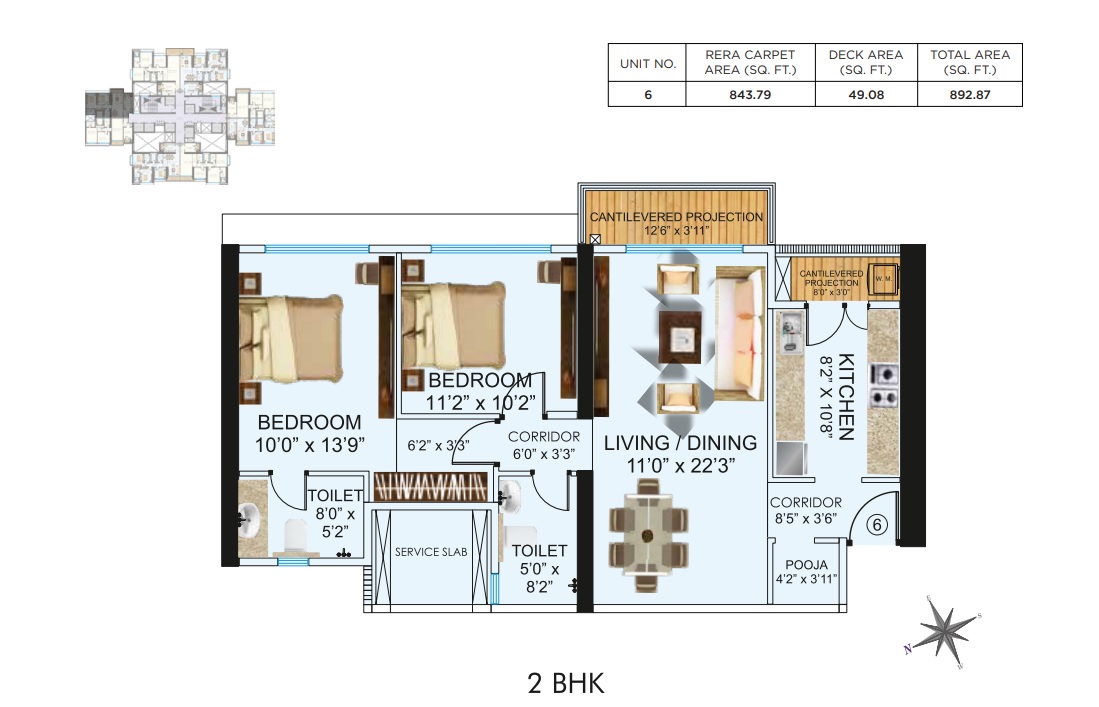 UNIT NO.
RERA CARPET
AREA (SQ. FT.)
DECK AREA
(SQ. FT.)
TOTAL AREA
(SQ. FT.)
6
843.79
49.08
892.87
CANTILEVERED PROJECTION
12'6" x 3'11"
CANTILEVERED
PROJECTION
8'0" x 3'0"
W. M.
BEDROOM
11'2" x 10'2"
BEDROOM
10'0" x 13'9"
6'2" x 3'3"
CORRIDOR
6'0" x 3'3"
LIVING / DINING
11'0" x 22'3"
KITCHEN
8'2" X 10'8"
TOILET
8'0" x
5'2"
SERVICE SLAB
TOILET
5'0" x
8'2"
CORRIDOR
8'5" x 3'6"
6
POOJA
4'2" x 3'11"
E
S
N
W
2 BHK